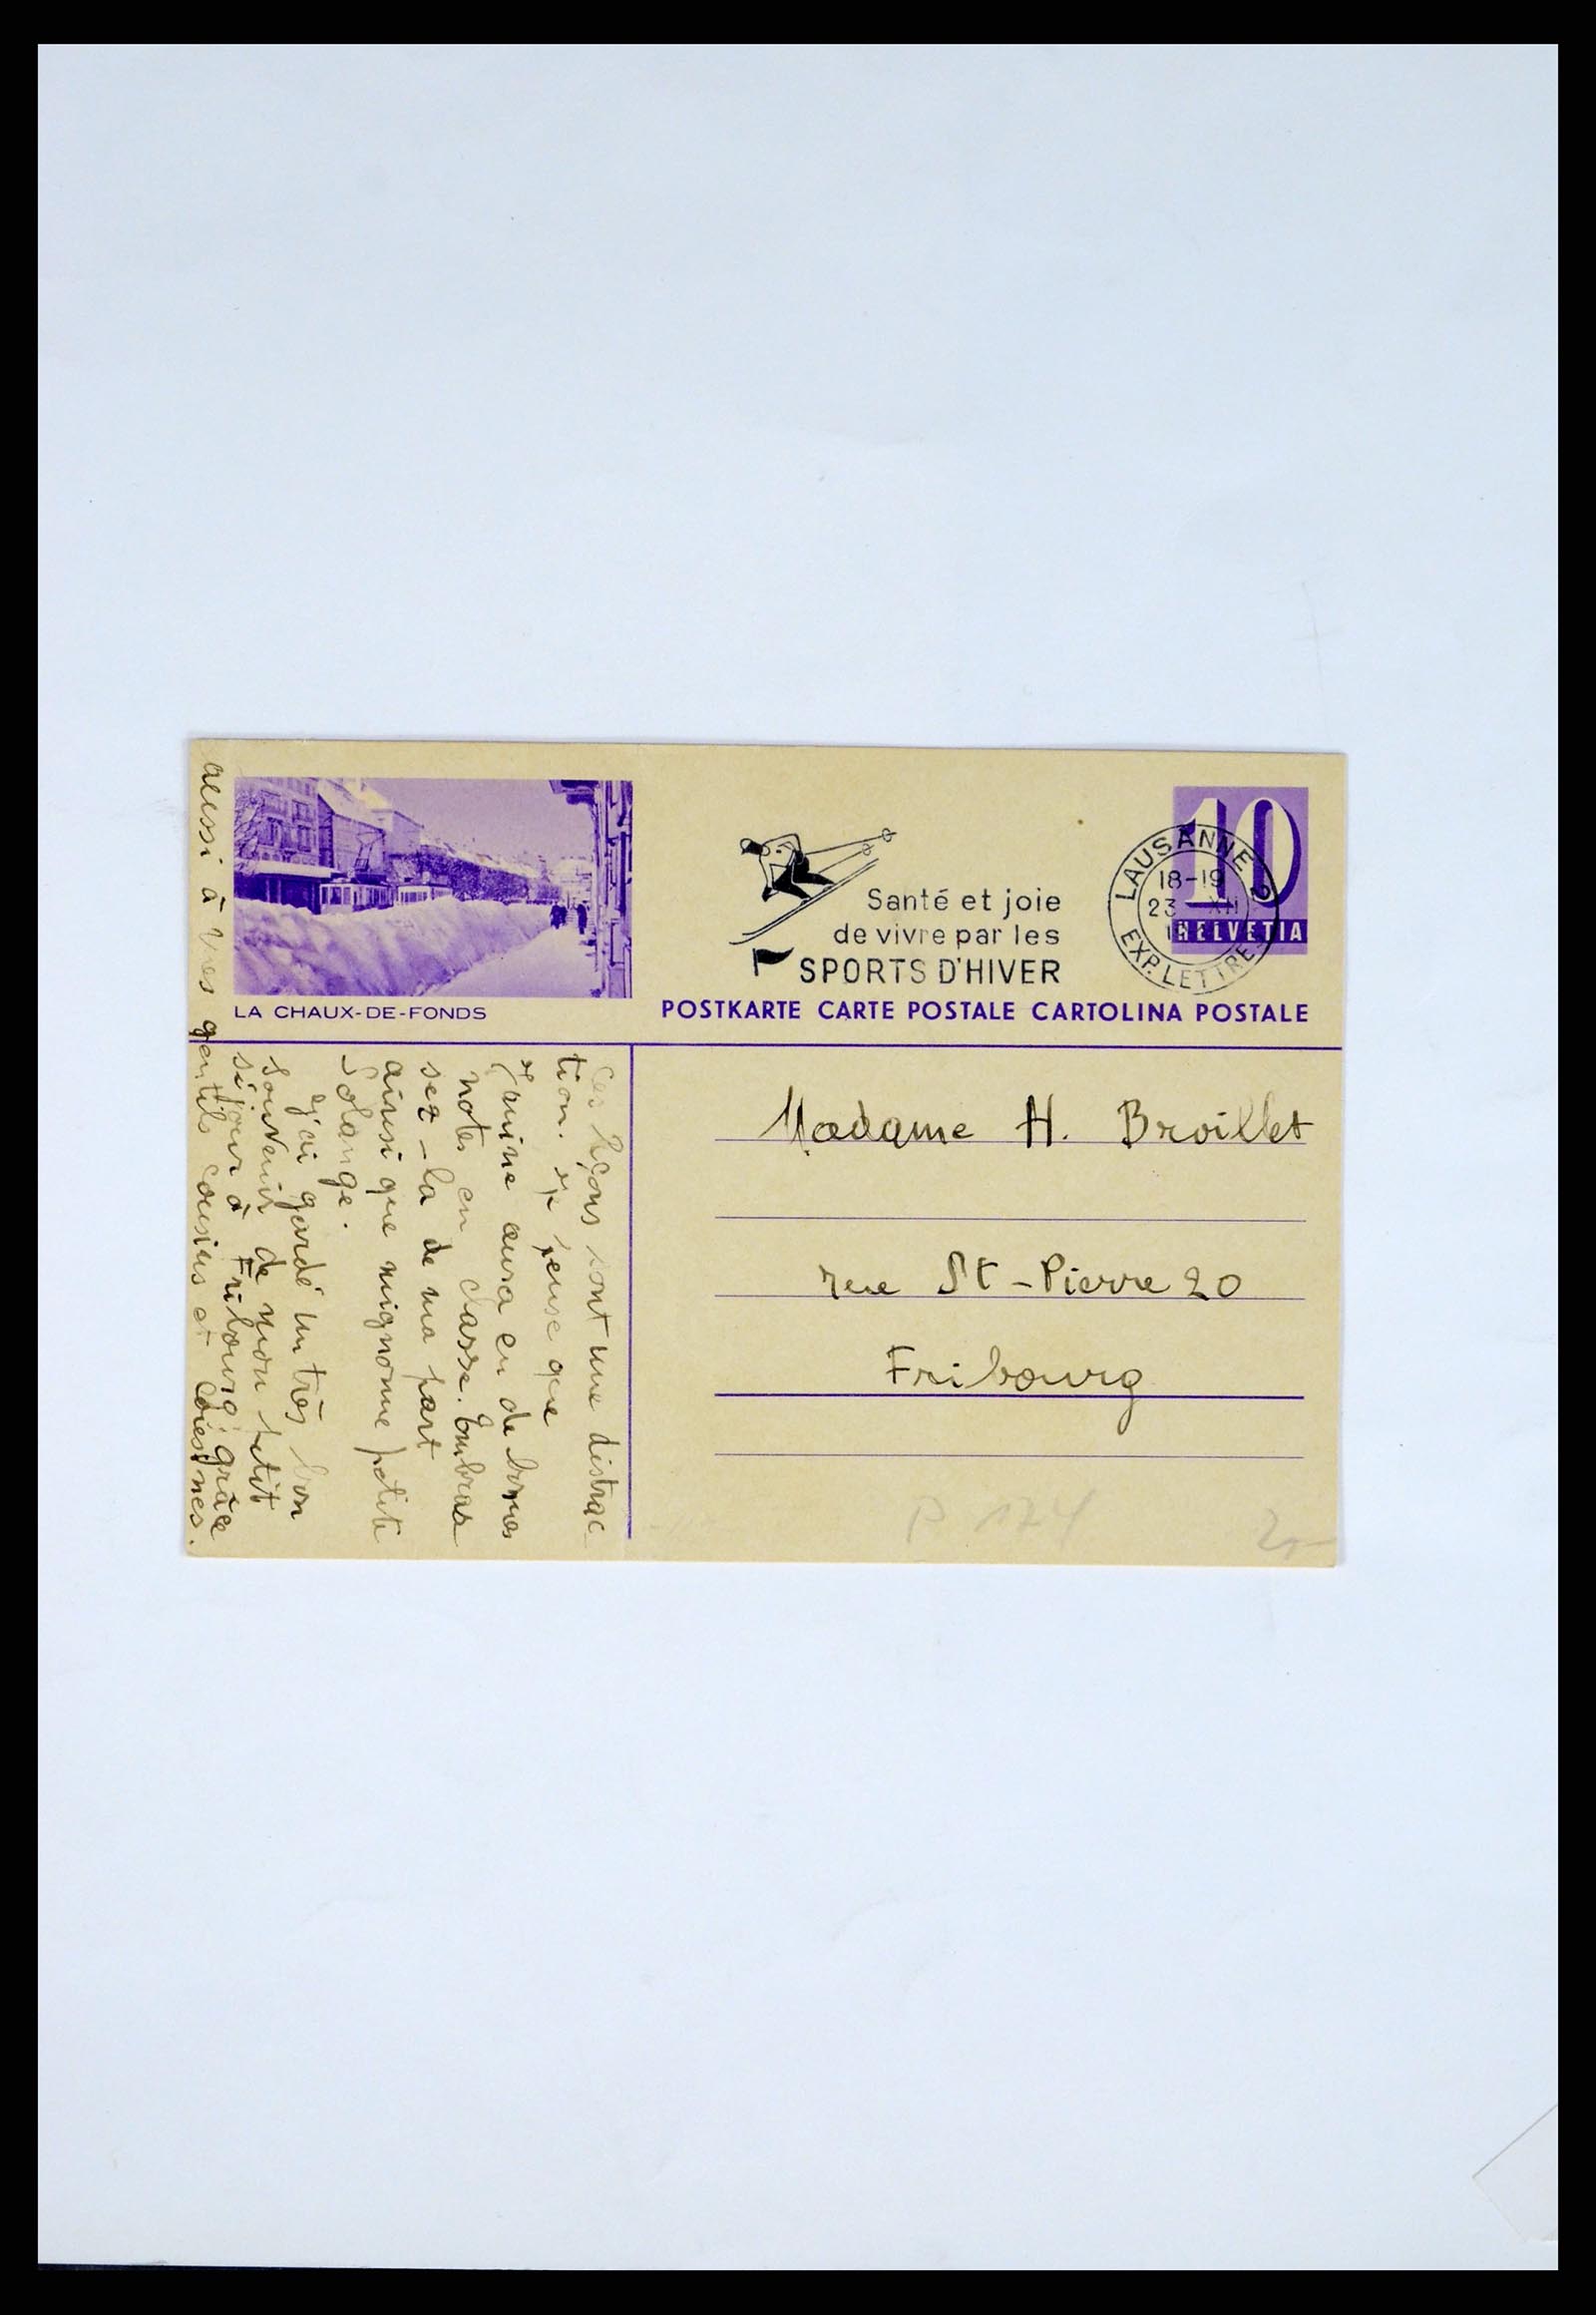 10
HELVETIA
LAUSANNE
18-19
23 XII
EXP. LETTRES
Santé et joie
de vivre par les
SPORTS D'HIVER
LA CHAUX-DE-FONDS
POSTKARTE CARTE POSTALE CARTOLINA POSTALE
Madame H. Broillet
rue St-Pierre 20
Fribourg
P 174
ces leçons sont une distrac-
tion. Je pense que
Janine aura eu de bonnes
notes en classe. Embras-
sez-la de ma part
ainsi que mignonne petite
Solange.
J'ai gardé un très bon
souvenir de mon petit
séjour à Fribourg, grâce
aussi à mes gentils cousins et cousines.